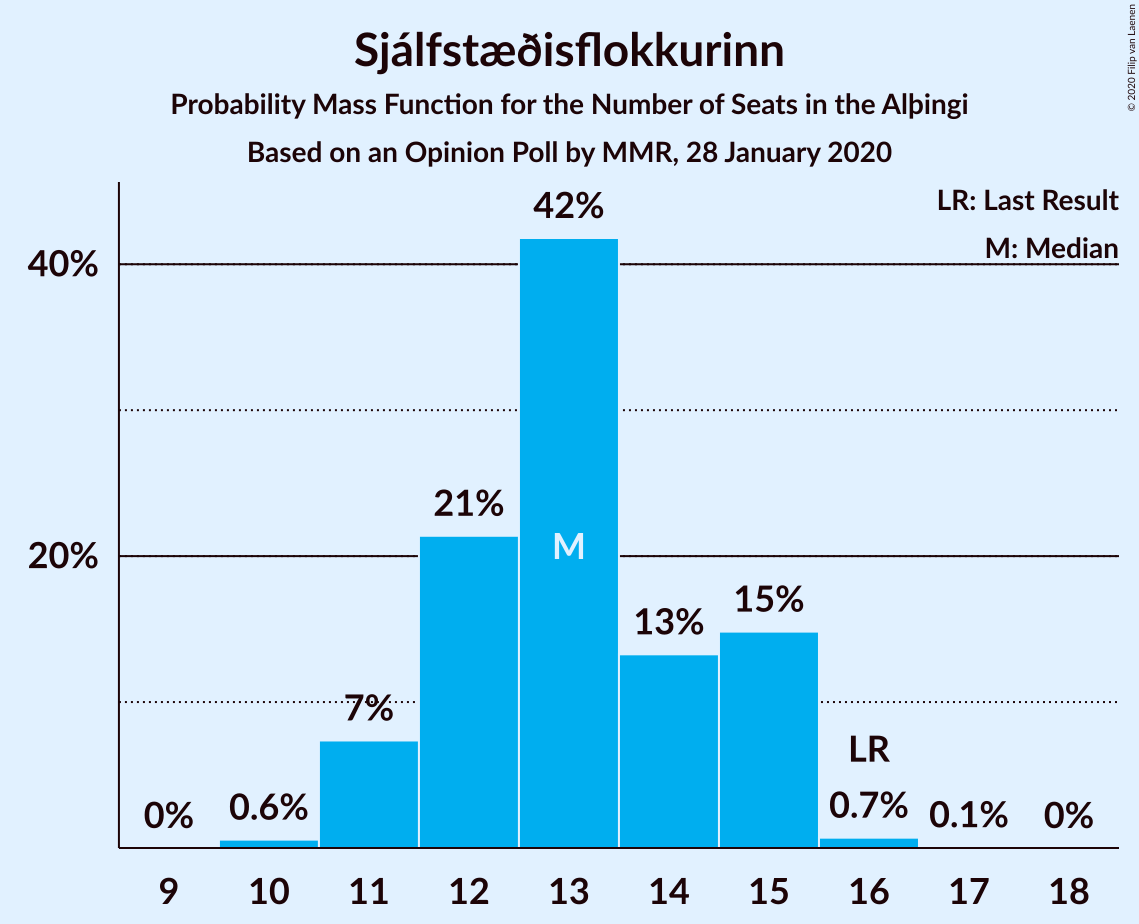 Sjálfstæðisflokkurinn
Probability Mass Function for the Number of Seats in the Alþingi
Based on an Opinion Poll by MMR, 28 January 2020
© 2020 Filip van Laenen
LR: Last Result
M: Median
40%
20%
0%
0.6%
7%
21%
42%
M
13%
15%
LR
0.7%
0.1%
0%
9 10 11 12 13 14 15 16 17 18